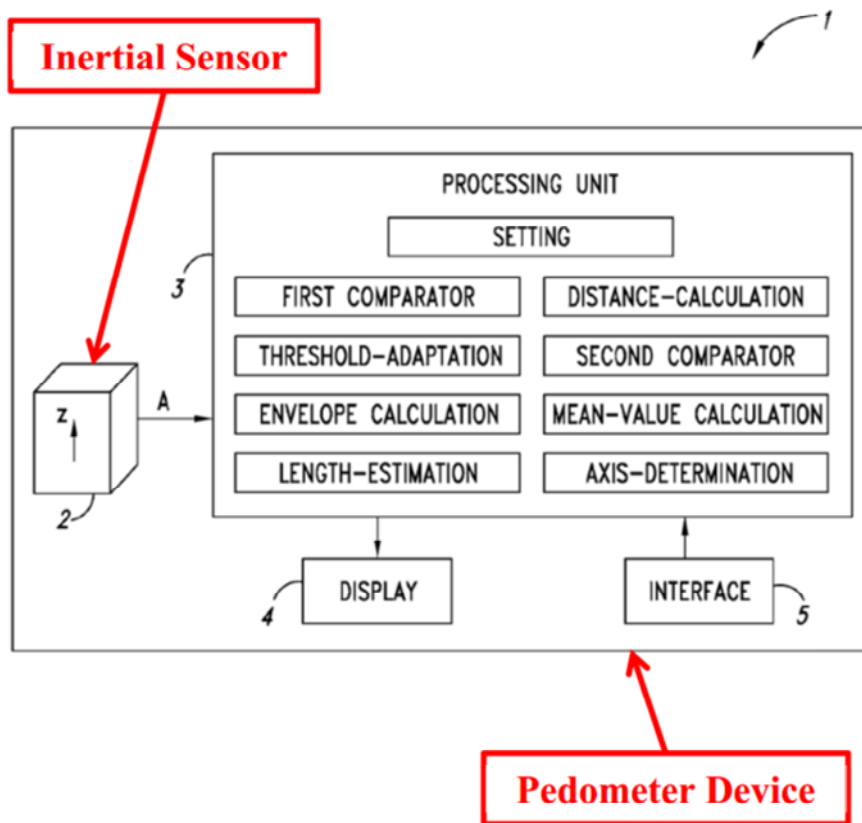 1
Inertial Sensor
PROCESSING UNIT
SETTING
3
FIRST COMPARATOR
DISTANCE-CALCULATION
THRESHOLD-ADAPTATION
SECOND COMPARATOR
A
ENVELOPE CALCULATION
MEAN-VALUE CALCULATION
z
LENGTH-ESTIMATION
AXIS-DETERMINATION
2
4
DISPLAY
INTERFACE
5
Pedometer Device